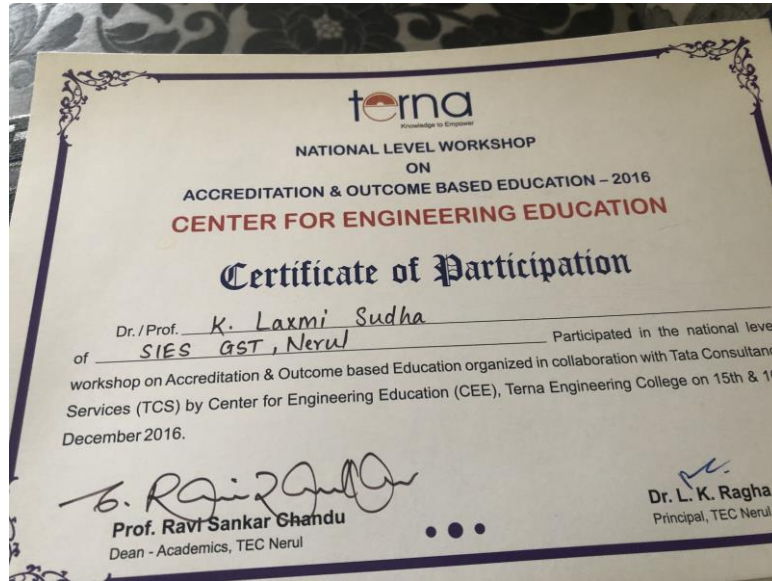 terna
Knowledge to Empower
NATIONAL LEVEL WORKSHOP
ON
ACCREDITATION & OUTCOME BASED EDUCATION – 2016
CENTER FOR ENGINEERING EDUCATION
Certificate of Participation
Dr. / Prof. K. Laxmi Sudha
of SIES GST, Nerul Participated in the national leve
workshop on Accreditation & Outcome based Education organized in collaboration with Tata Consultanc
Services (TCS) by Center for Engineering Education (CEE), Terna Engineering College on 15th & 1
December 2016.
Prof. Ravi Sankar Chandu
Dean - Academics, TEC Nerul
Dr. L. K. Ragha
Principal, TEC Nerul